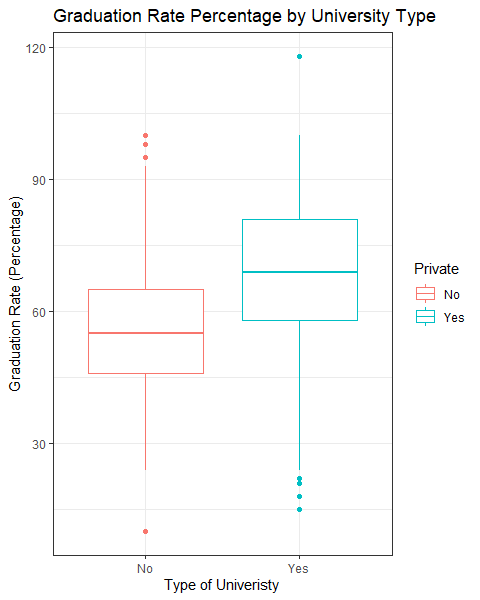 Graduation Rate Percentage by University Type
120
90
60
30
Graduation Rate (Percentage)
No
Yes
Type of Univeristy
Private
No
Yes